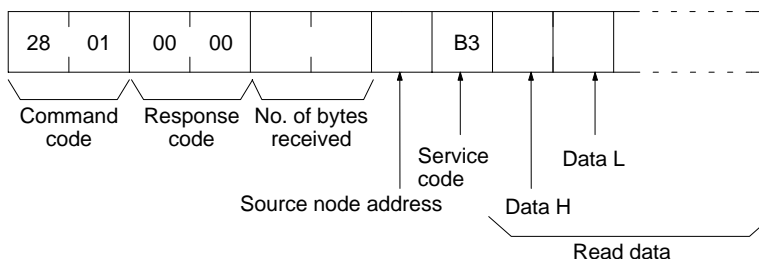 28 01 00 00 B3
Command code
Response code
No. of bytes received
Service code
Data L
Source node address
Data H
Read data